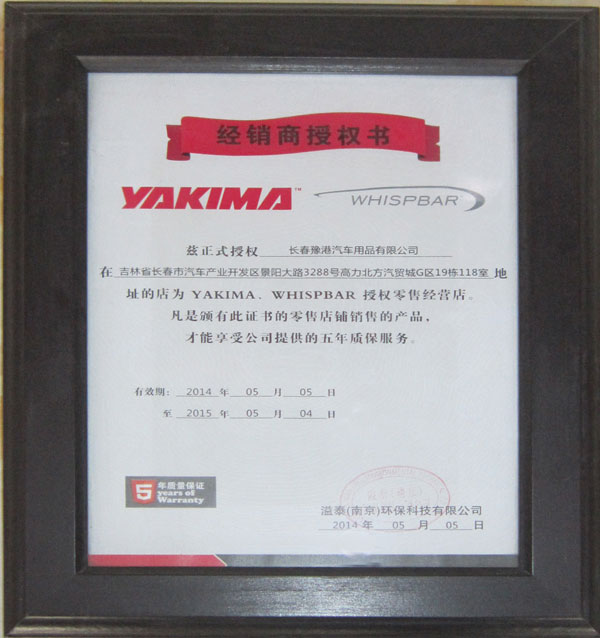 经销商授权书
YAKIMA™ WHISPBAR
兹正式授权 长春豫港汽车用品有限公司
在 吉林省长春市汽车产业开发区景阳大路3288号高力北方汽贸城G区19栋118室 地
址的店为 YAKIMA、WHISPBAR 授权零售经营店。
凡是颁有此证书的零售店铺销售的产品，
才能享受公司提供的五年质保服务。
有效期： 2014 年 05 月 05 日
至 2015 年 05 月 04 日
5 年质量保证
years of
Warranty
溢泰(南京)环保科技有限公司
2014 年 05 月 05 日